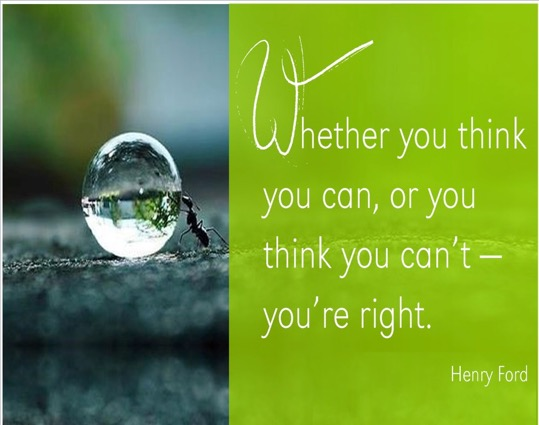 Whether you think
you can, or you
think you can't –
you're right.
Henry Ford